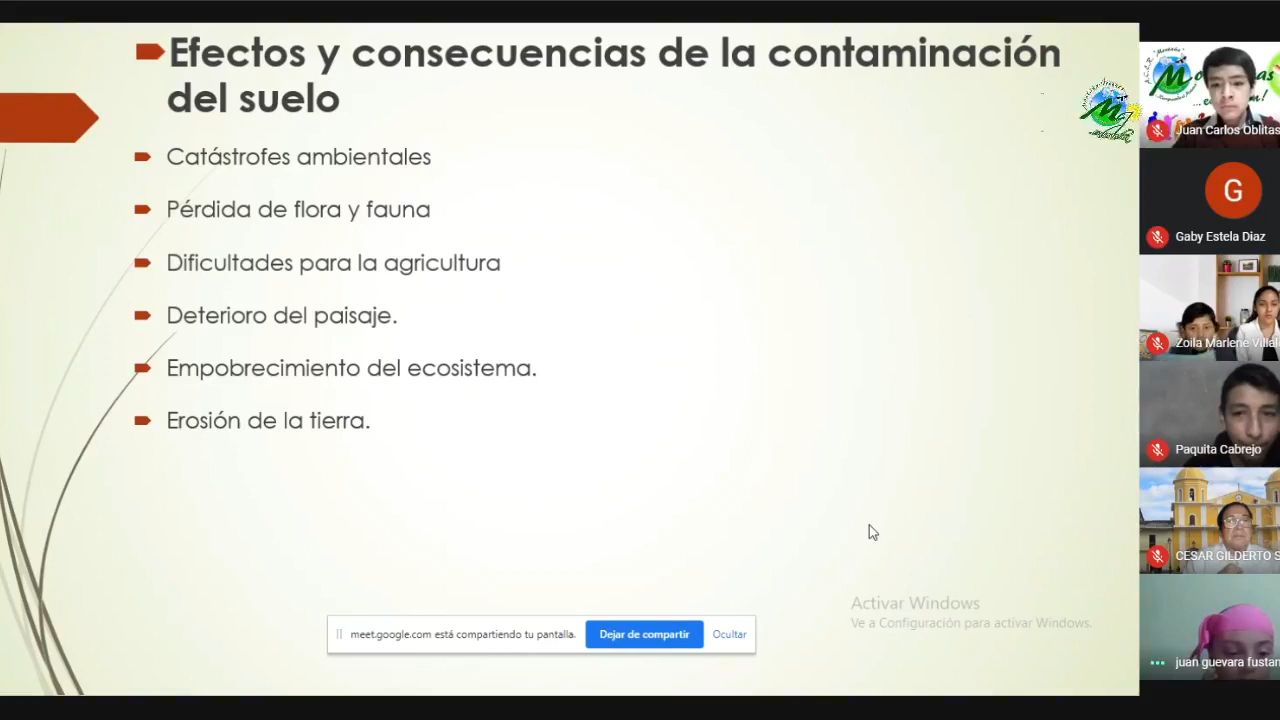 Efectos y consecuencias de la contaminación
del suelo
Catástrofes ambientales
Pérdida de flora y fauna
Dificultades para la agricultura
Deterioro del paisaje.
Empobrecimiento del ecosistema.
Erosión de la tierra.
Activar Windows
Ve a Configuración para activar Windows.
meet.google.com está compartiendo tu pantalla.
Dejar de compartir
Ocultar
Juan Carlos Oblitas
G
Gaby Estela Diaz
Zoila Marlene Villal
Paquita Cabrejo
CESAR GILDERTO S
juan guevara fustan